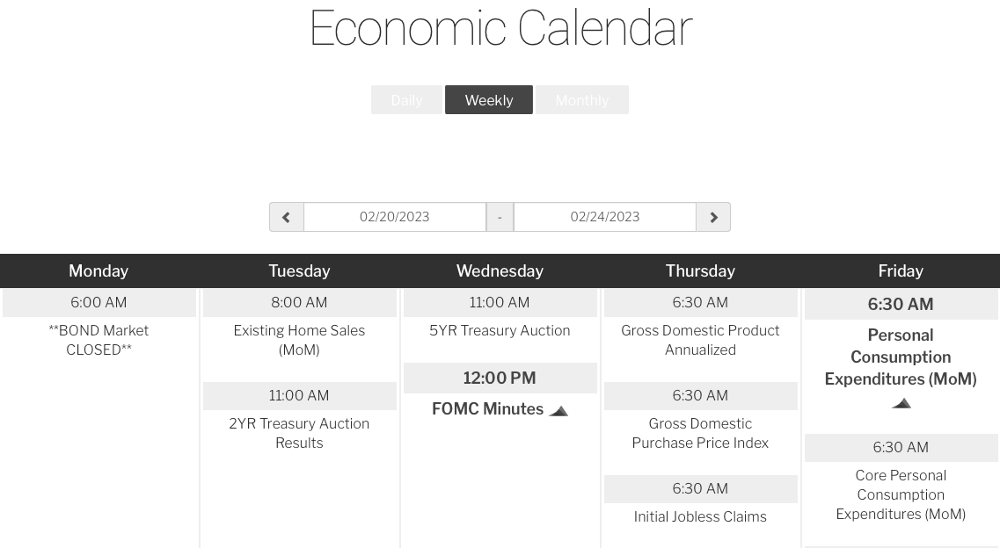 Economic Calendar
Daily
Weekly
Monthly
02/20/2023
-
02/24/2023
Monday
Tuesday
Wednesday
Thursday
Friday
6:00 AM
**BOND Market
CLOSED**
8:00 AM
Existing Home Sales
(MoM)
11:00 AM
2YR Treasury Auction
Results
11:00 AM
5YR Treasury Auction
12:00 PM
FOMC Minutes
6:30 AM
Gross Domestic Product
Annualized
6:30 AM
Gross Domestic
Purchase Price Index
6:30 AM
Initial Jobless Claims
6:30 AM
Personal
Consumption
Expenditures (MoM)
6:30 AM
Core Personal
Consumption
Expenditures (MoM)